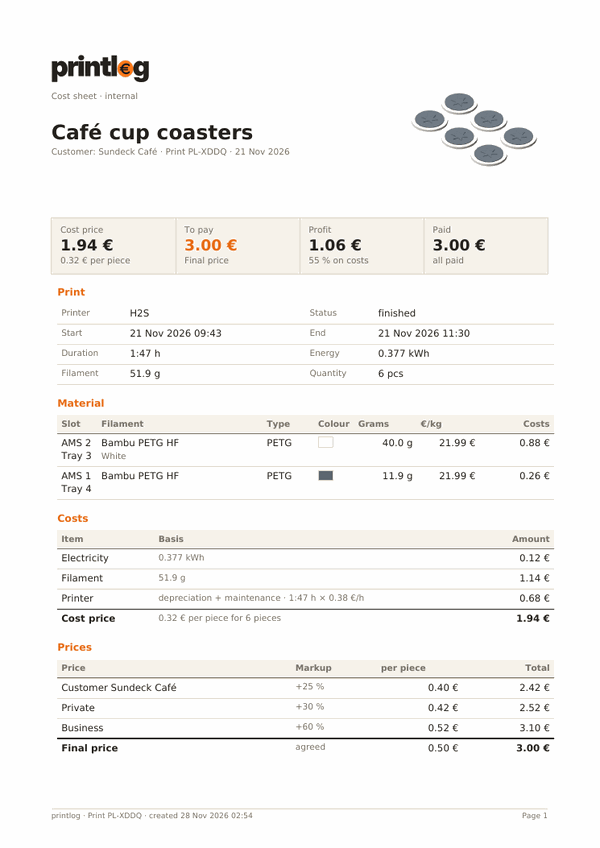 printlog
Cost sheet · internal
Café cup coasters
Customer: Sundeck Café · Print PL-XDDQ · 21 Nov 2026
Cost price To pay Profit Paid
1.94 € 3.00 € 1.06 € 3.00 €
0.32 € per piece Final price 55 % on costs all paid
Print
Printer H2S Status finished
Start 21 Nov 2026 09:43 End 21 Nov 2026 11:30
Duration 1:47 h Energy 0.377 kWh
Filament 51.9 g Quantity 6 pcs
Material
Slot Filament Type Colour Grams €/kg Costs
AMS 2 Bambu PETG HF PETG 40.0 g 21.99 € 0.88 €
Tray 3 White
AMS 1 Bambu PETG HF PETG 11.9 g 21.99 € 0.26 €
Tray 4
Costs
Item Basis Amount
Electricity 0.377 kWh 0.12 €
Filament 51.9 g 1.14 €
Printer depreciation + maintenance · 1:47 h × 0.38 €/h 0.68 €
Cost price 0.32 € per piece for 6 pieces 1.94 €
Prices
Price Markup per piece Total
Customer Sundeck Café +25 % 0.40 € 2.42 €
Private +30 % 0.42 € 2.52 €
Business +60 % 0.52 € 3.10 €
Final price agreed 0.50 € 3.00 €
printlog · Print PL-XDDQ · created 28 Nov 2026 02:54 Page 1